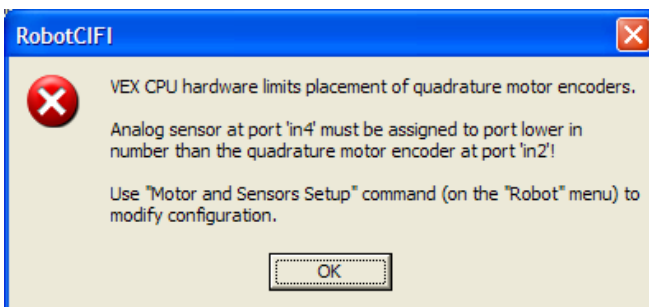 RobotCIFI
VEX CPU hardware limits placement of quadrature motor encoders.
Analog sensor at port 'in4' must be assigned to port lower in
number than the quadrature motor encoder at port 'in2'!
Use "Motor and Sensors Setup" command (on the "Robot" menu) to
modify configuration.
OK